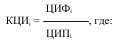 ЦИФᵢ
КЦИᵢ = ———, где:
ЦИПᵢ